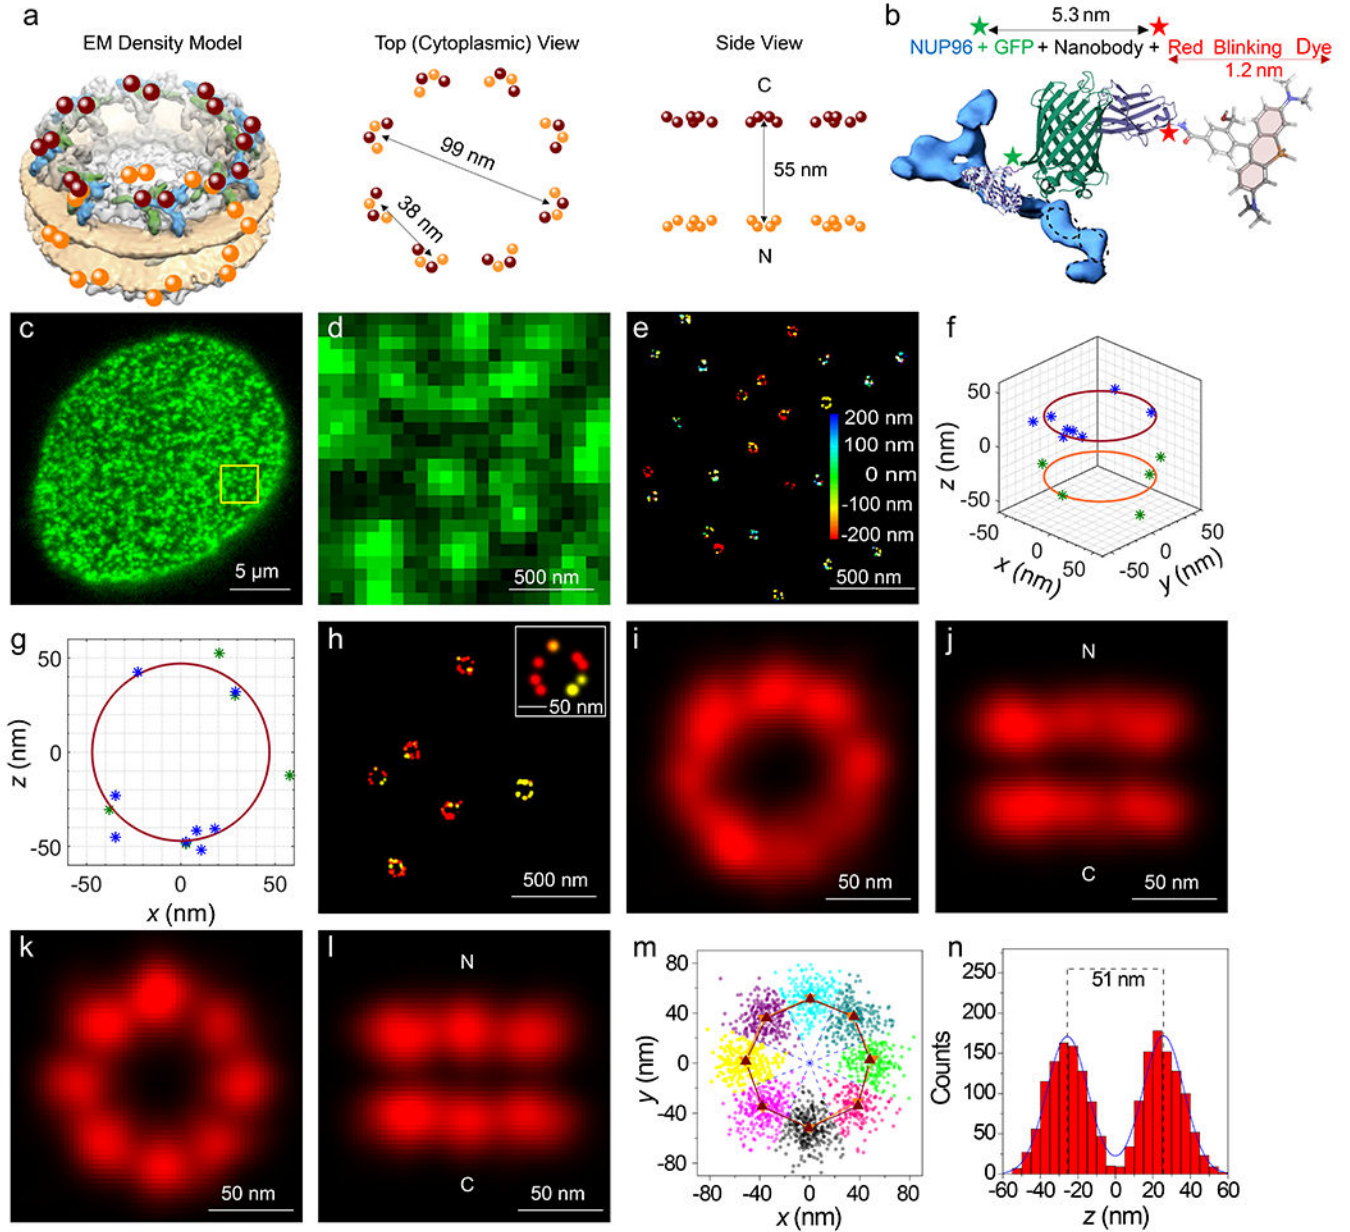 a
EM Density Model
Top (Cytoplasmic) View
99 nm
38 nm
Side View
C
55 nm
N
b
5.3 nm
NUP96 + GFP + Nanobody + Red Blinking Dye
1.2 nm
c
5 µm
d
500 nm
e
200 nm
100 nm
0 nm
-100 nm
-200 nm
500 nm
f
50
0
-50
z (nm)
-50
0
50
x (nm)
50
0
-50
y (nm)
g
50
0
-50
z (nm)
-50 0 50
x (nm)
h
50 nm
500 nm
i
50 nm
j
N
C
50 nm
k
50 nm
l
N
C
50 nm
m
80
40
0
-40
-80
y (nm)
-80 -40 0 40 80
x (nm)
n
51 nm
250
200
150
100
50
0
Counts
-60 -40 -20 0 20 40 60
z (nm)